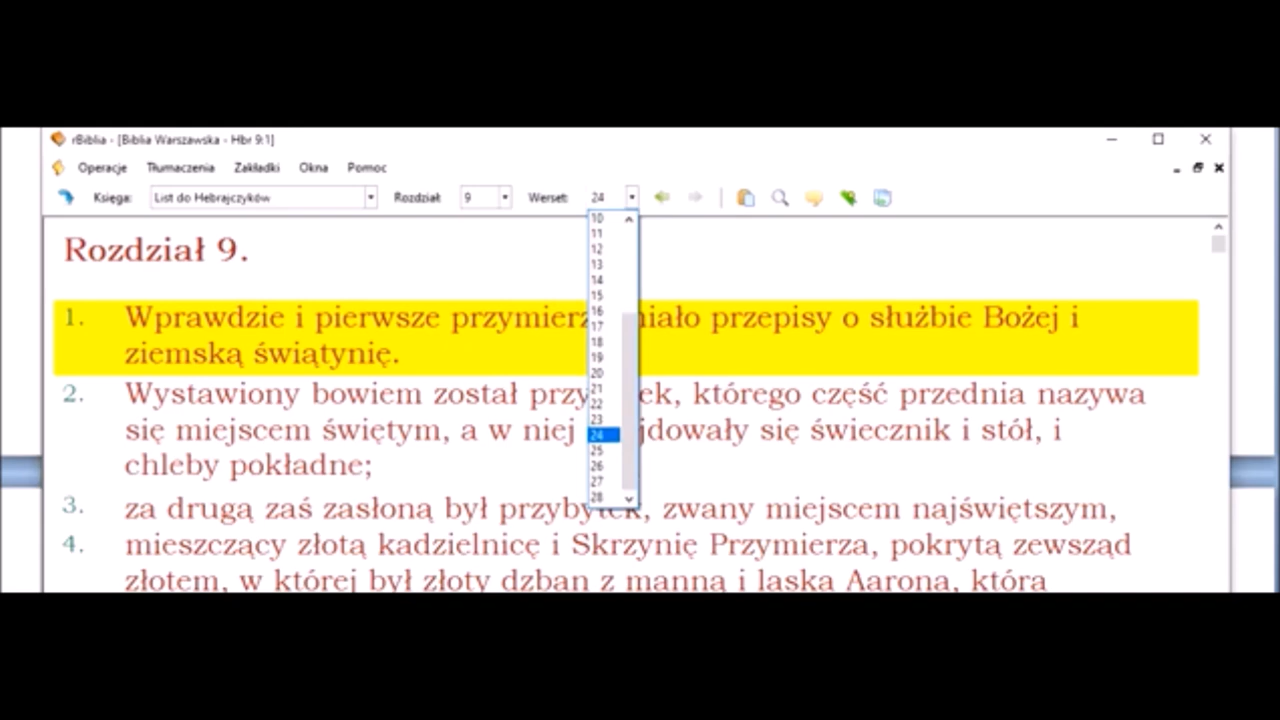 rBiblia - [Biblia Warszawska - Hbr 9:1]
Operacje Tłumaczenia Zakładki Okna Pomoc
Księga: List do Hebrajczyków Rozdział 9 Werset: 24
10
11
12
13
14
15
16
17
18
19
20
21
22
23
24
25
26
27
28
Rozdział 9.
1. Wprawdzie i pierwsze przepisy o służbie Bożej i
ziemską świątynię.
2. Wystawiony bowiem został którego część przednia nazywa
się miejscem świętym, a w niej się świecznik i stół, i
chleby pokładne;
3. za drugą zaś zasłoną był przybytek, zwany miejscem najświętszym,
4. mieszczący złotą kadzielnicę i Skrzynię Przymierza, pokrytą zewsząd
złotem, w której był złoty dzban z manną i laska Aarona, która